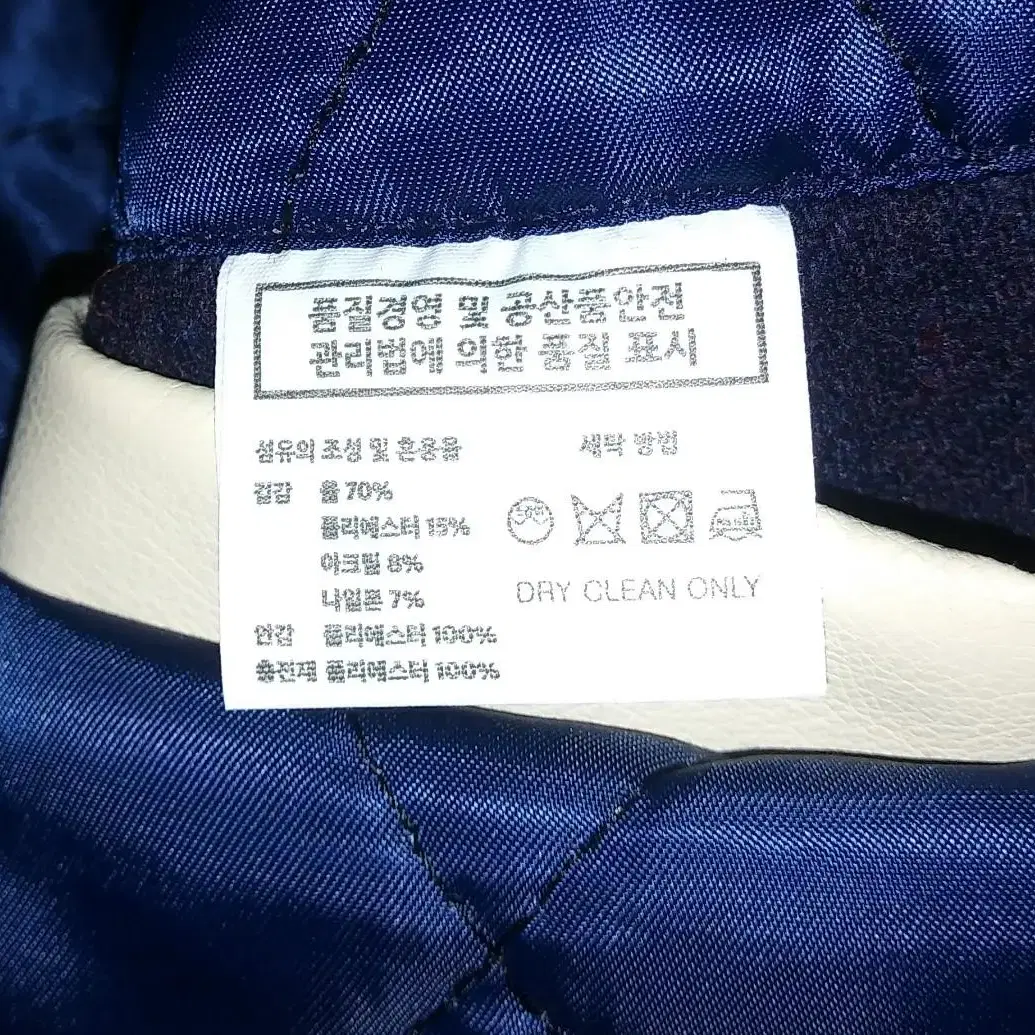 품질경영 및 공산품안전
관리법에 의한 품질 표시
섬유의 조성 및 혼용율
겉감 울 70%
폴리에스터 15%
아크릴 8%
나일론 7%
안감 폴리에스터 100%
충전재 폴리에스터 100%
세탁 방법
DRY CLEAN ONLY